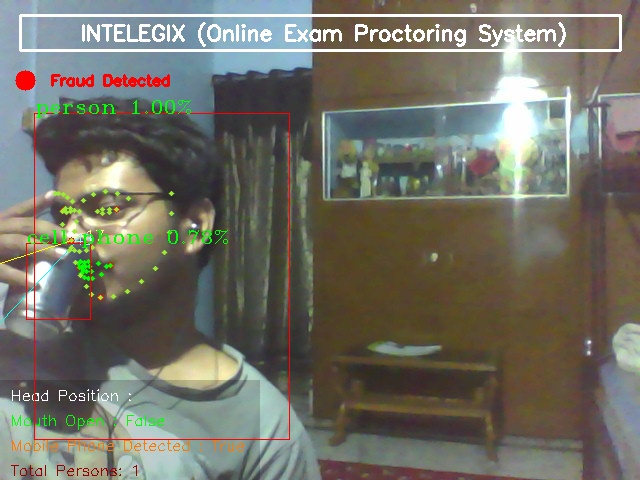 INTELEGIX (Online Exam Proctoring System)
Fraud Detected
person 1.00%
cell phone 0.78%
Head Position :
Mouth Open : False
Mobile Phone Detected : True
Total Persons: 1